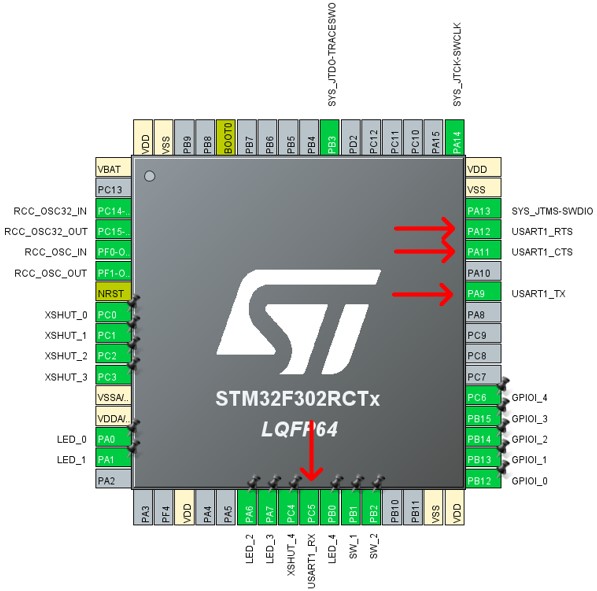 SYS_JTDO-TRACESWO
SYS_JTCK-SWCLK
VDD
VSS
PB9
PB8
BOOT0
PB7
PB6
PB5
PB4
PB3
PD2
PC12
PC11
PC10
PA15
PA14
VBAT
PC13
RCC_OSC32_IN PC14-..
RCC_OSC32_OUT PC15-..
RCC_OSC_IN PF0-O..
RCC_OSC_OUT PF1-O..
NRST
XSHUT_0 PC0
XSHUT_1 PC1
XSHUT_2 PC2
XSHUT_3 PC3
VSSA/..
VDDA/..
LED_0 PA0
LED_1 PA1
PA2
ST
STM32F302RCTx
LQFP64
VDD
VSS
PA13 SYS_JTMS-SWDIO
PA12 USART1_RTS
PA11 USART1_CTS
PA10
PA9 USART1_TX
PA8
PC9
PC8
PC7
PC6 GPIOI_4
PB15 GPIOI_3
PB14 GPIOI_2
PB13 GPIOI_1
PB12 GPIOI_0
PA3
PF4
VDD
PA4
PA5
PA6
PA7
PC4
PC5
PB0
PB1
PB2
PB10
PB11
VSS
VDD
LED_2
LED_3
XSHUT_4
USART1_RX
LED_4
SW_1
SW_2